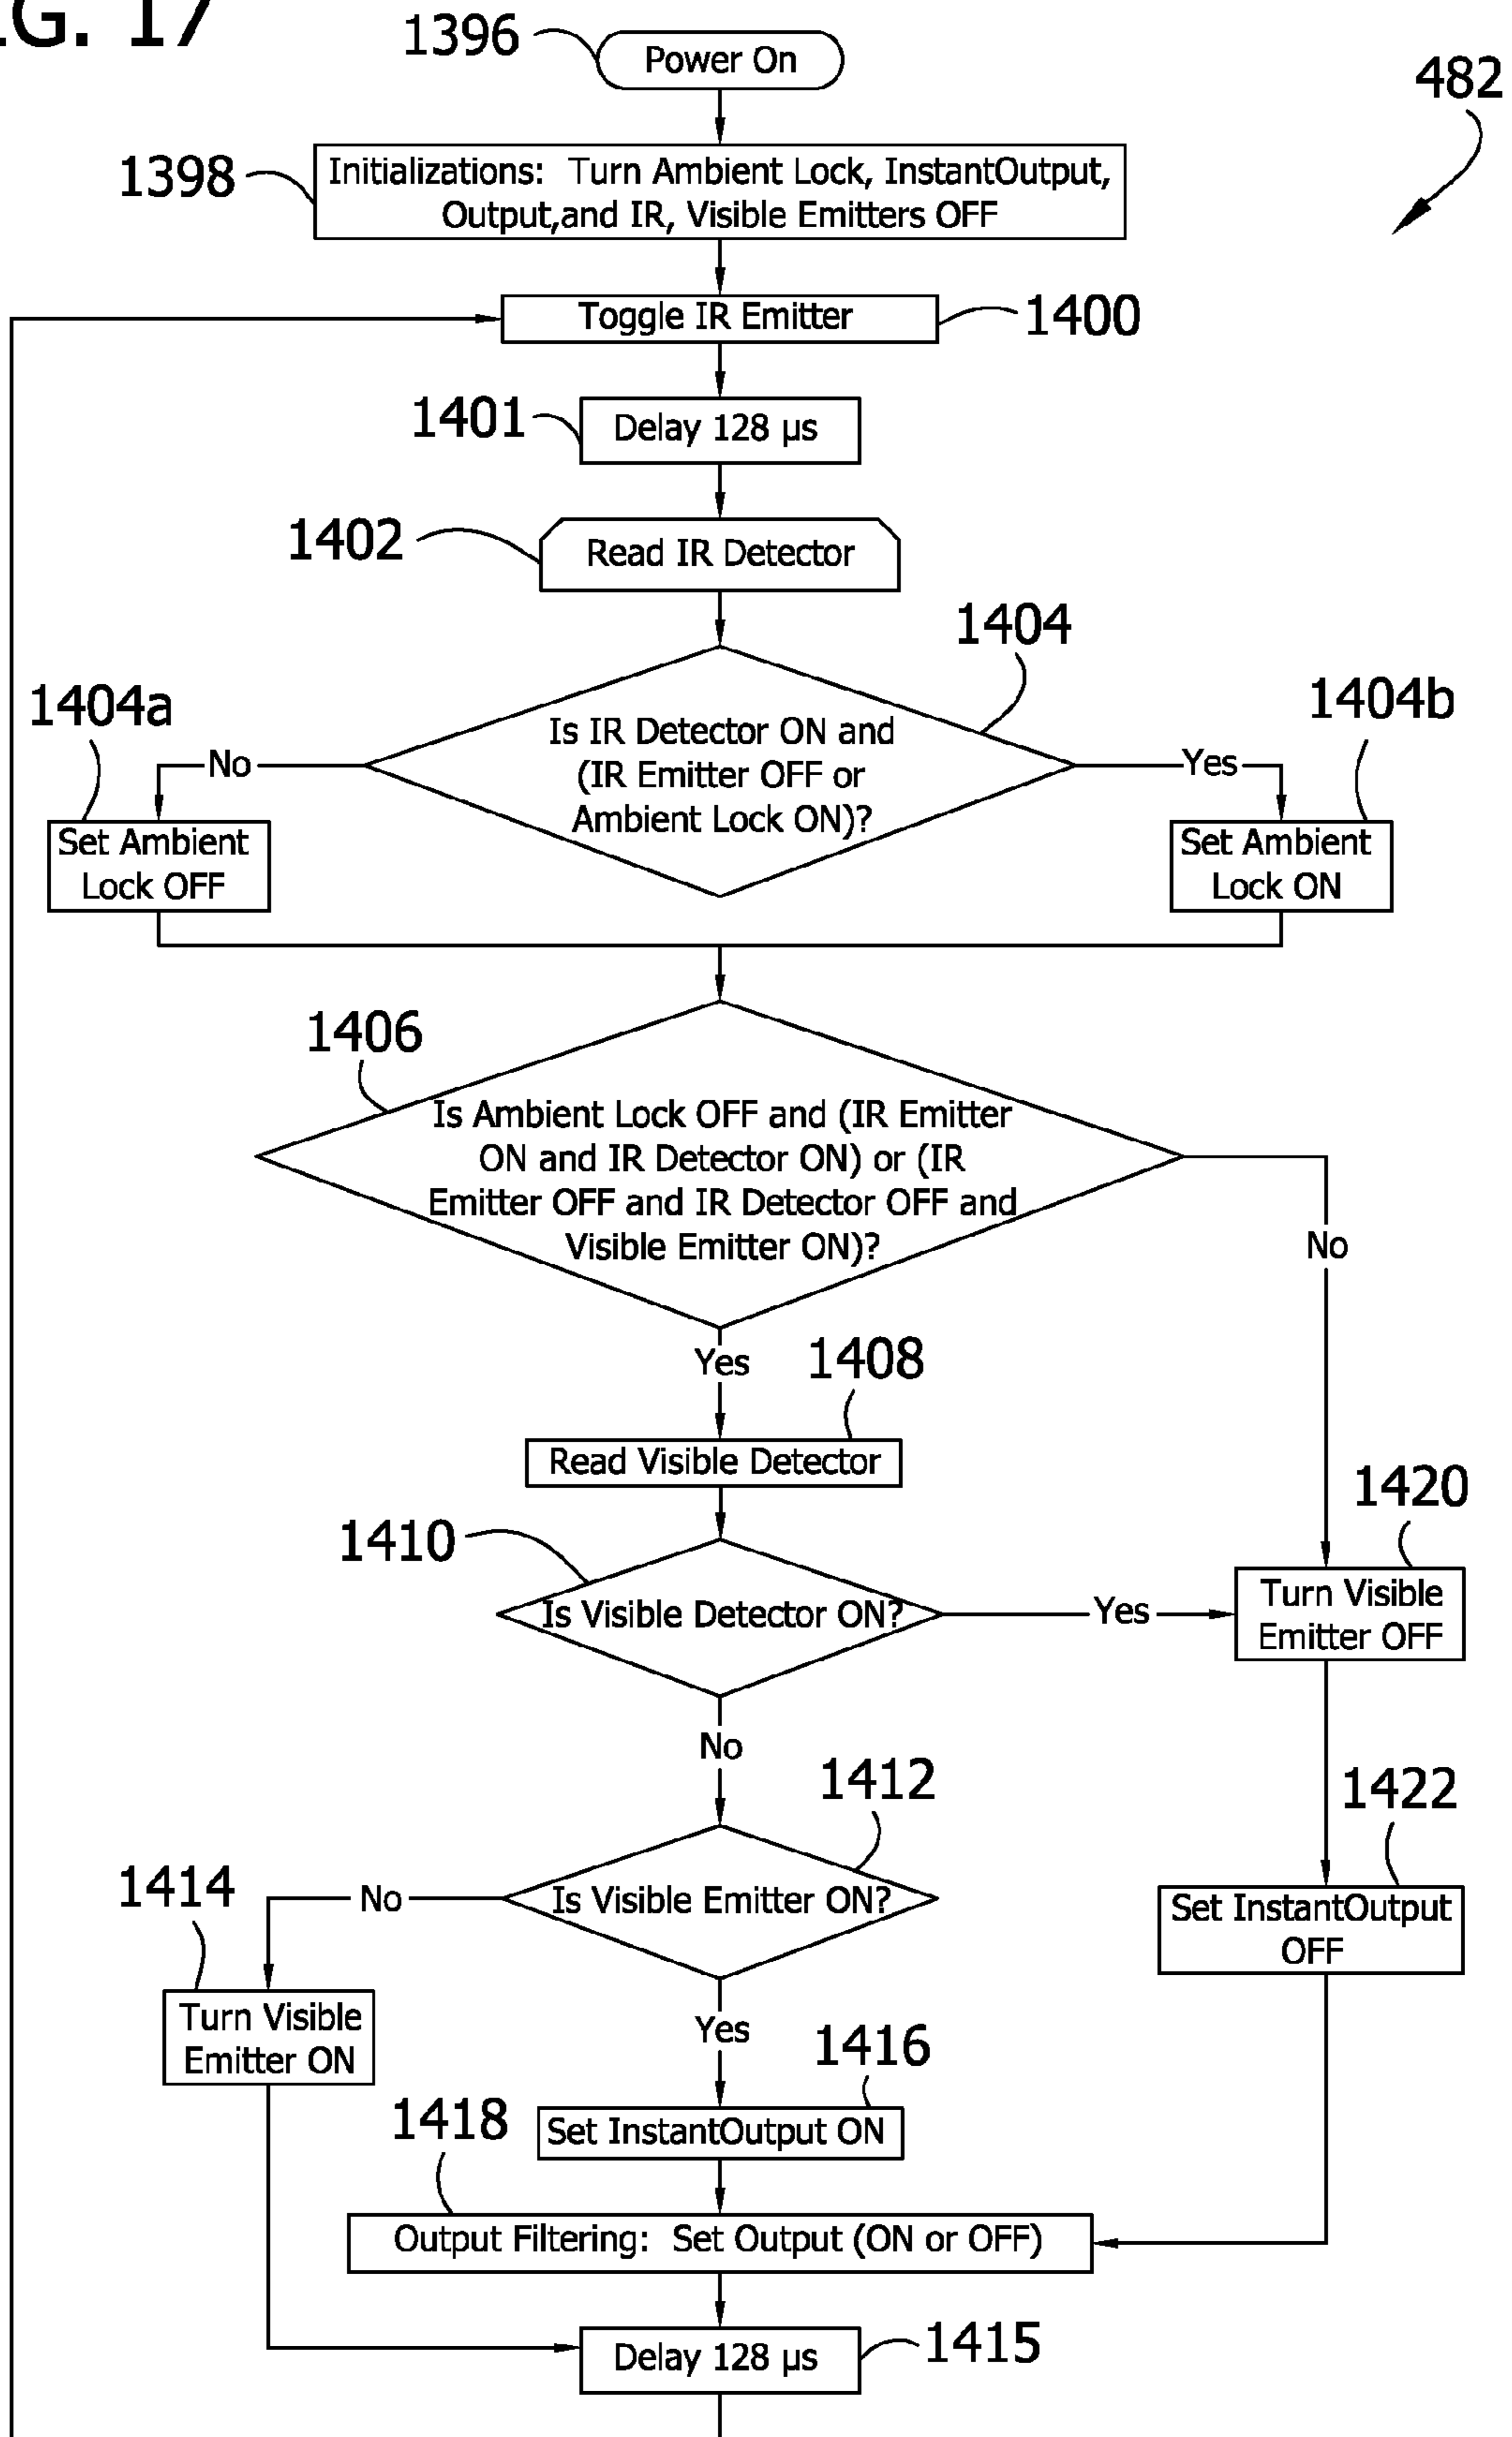 G. 17
1396
Power On
482
1398
Initializations: Turn Ambient Lock, InstantOutput,
Output,and IR, Visible Emitters OFF
Toggle IR Emitter
1400
1401
Delay 128 µs
1402
Read IR Detector
1404
1404a
1404b
Is IR Detector ON and
(IR Emitter OFF or
Ambient Lock ON)?
No
Yes
Set Ambient
Lock OFF
Set Ambient
Lock ON
1406
Is Ambient Lock OFF and (IR Emitter
ON and IR Detector ON) or (IR
Emitter OFF and IR Detector OFF and
Visible Emitter ON)?
No
Yes
1408
Read Visible Detector
1420
1410
Is Visible Detector ON?
Yes
Turn Visible
Emitter OFF
No
1412
1422
1414
No
Is Visible Emitter ON?
Set InstantOutput
OFF
Turn Visible
Emitter ON
Yes
1416
1418
Set InstantOutput ON
Output Filtering: Set Output (ON or OFF)
Delay 128 µs
1415